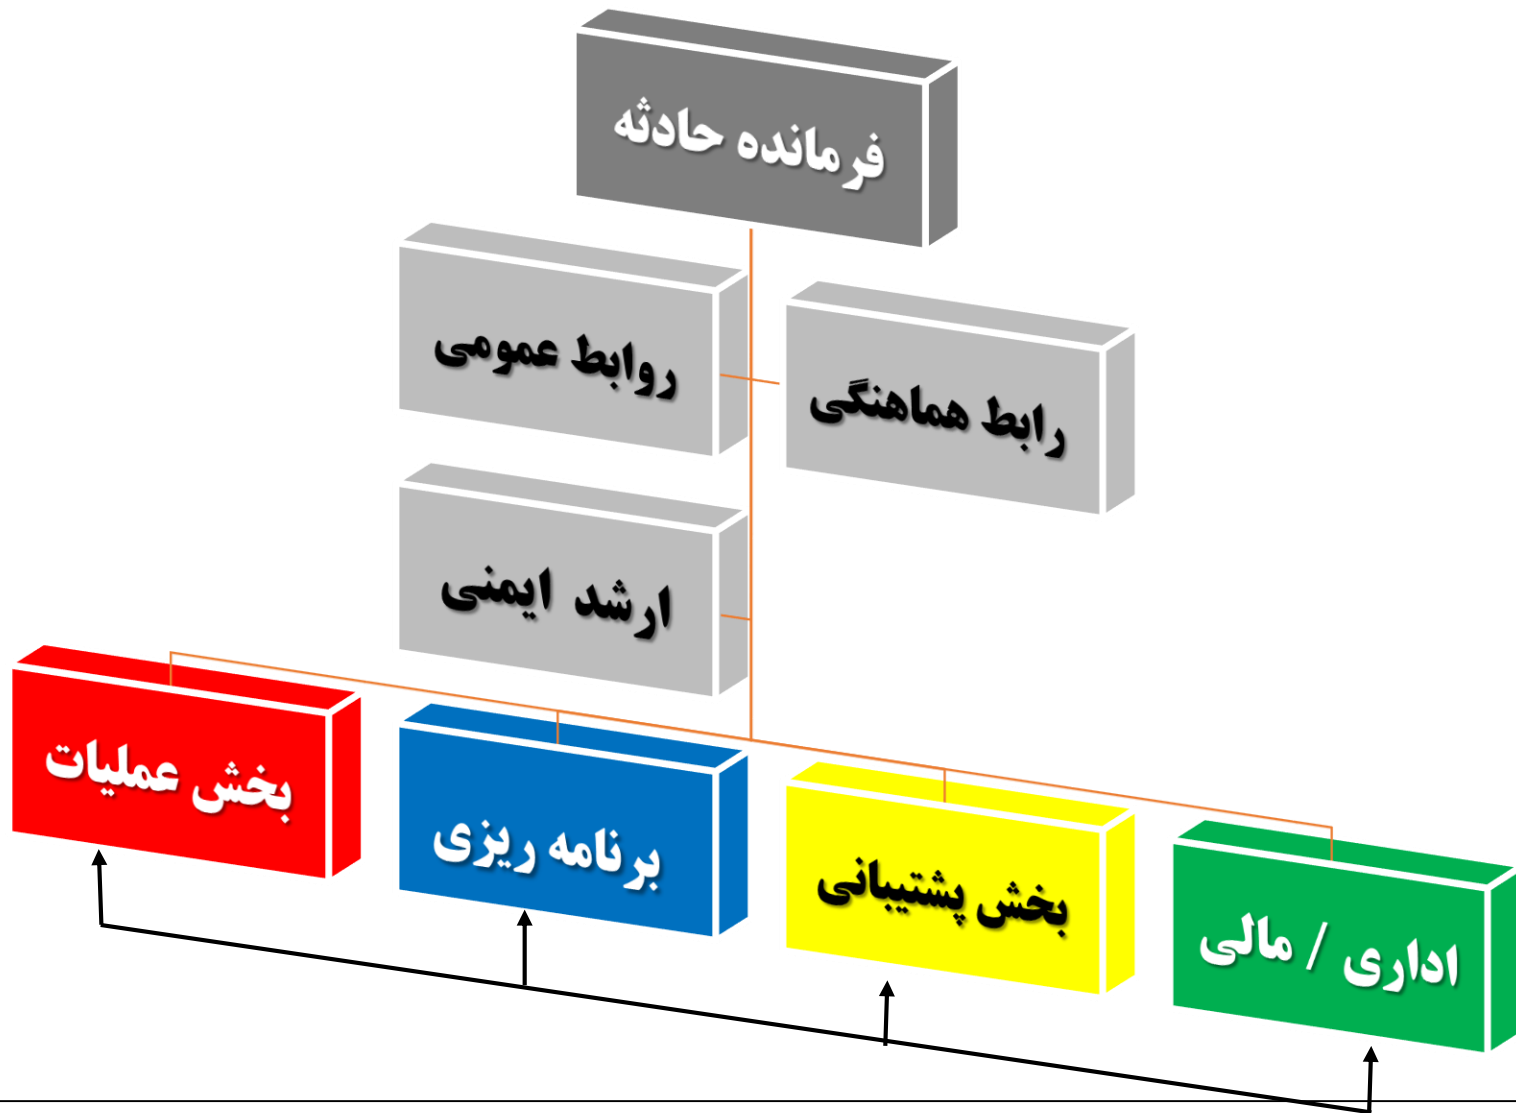 فرمانده حادثه
روابط عمومی
رابط هماهنگی
ارشد ایمنی
بخش عملیات
برنامه ریزی
بخش پشتیبانی
اداری / مالی